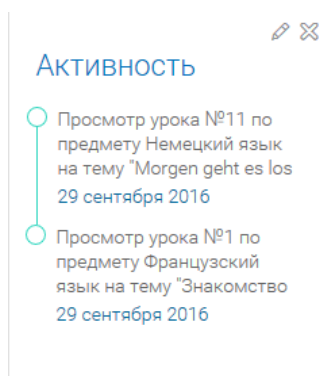 Активность
Просмотр урока №11 по
предмету Немецкий язык
на тему "Morgen geht es los
29 сентября 2016
Просмотр урока №1 по
предмету Французский
язык на тему "Знакомство
29 сентября 2016